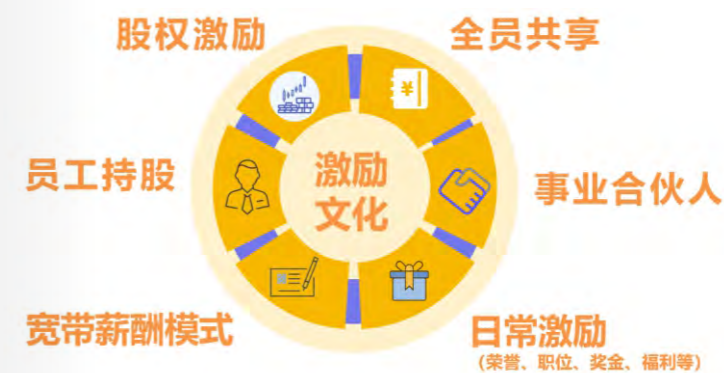 股权激励
全员共享
¥
员工持股
激励
文化
事业合伙人
宽带薪酬模式
日常激励
(荣誉、职位、奖金、福利等)